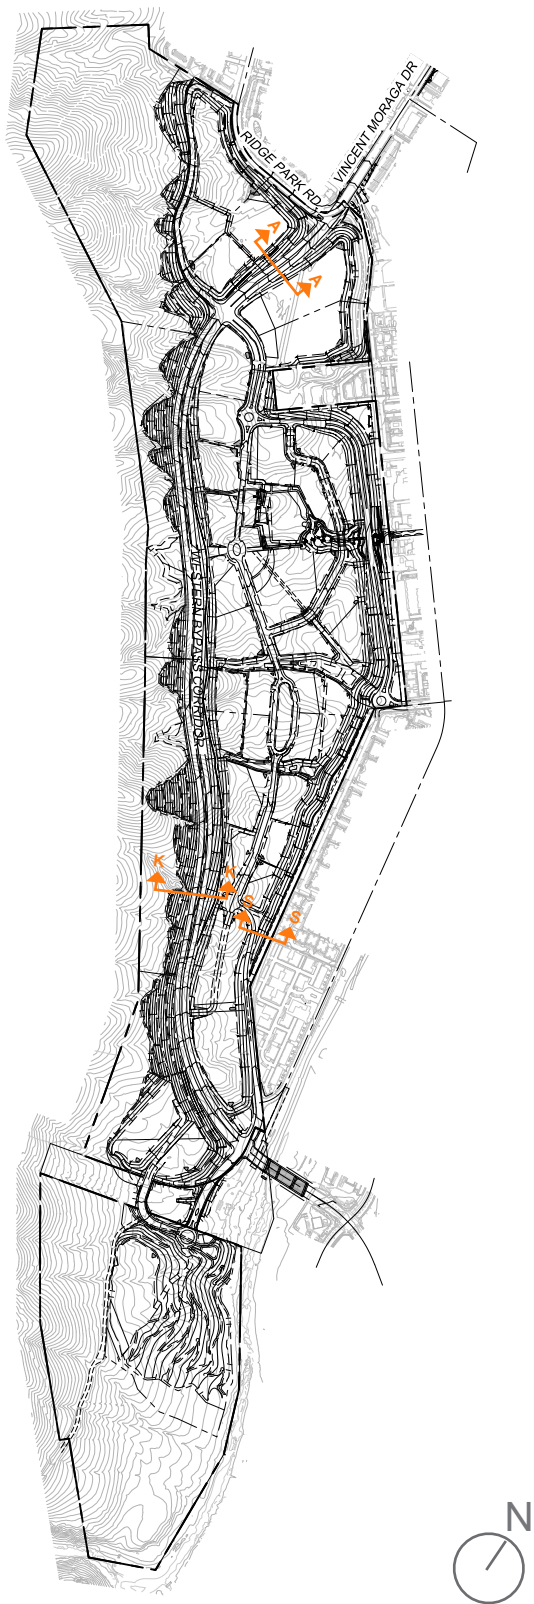 VINCENT MORAGA DR
RIDGE PARK RD.
A
A
WESTERN BYPASS CORRIDOR
K
K
S
S
N